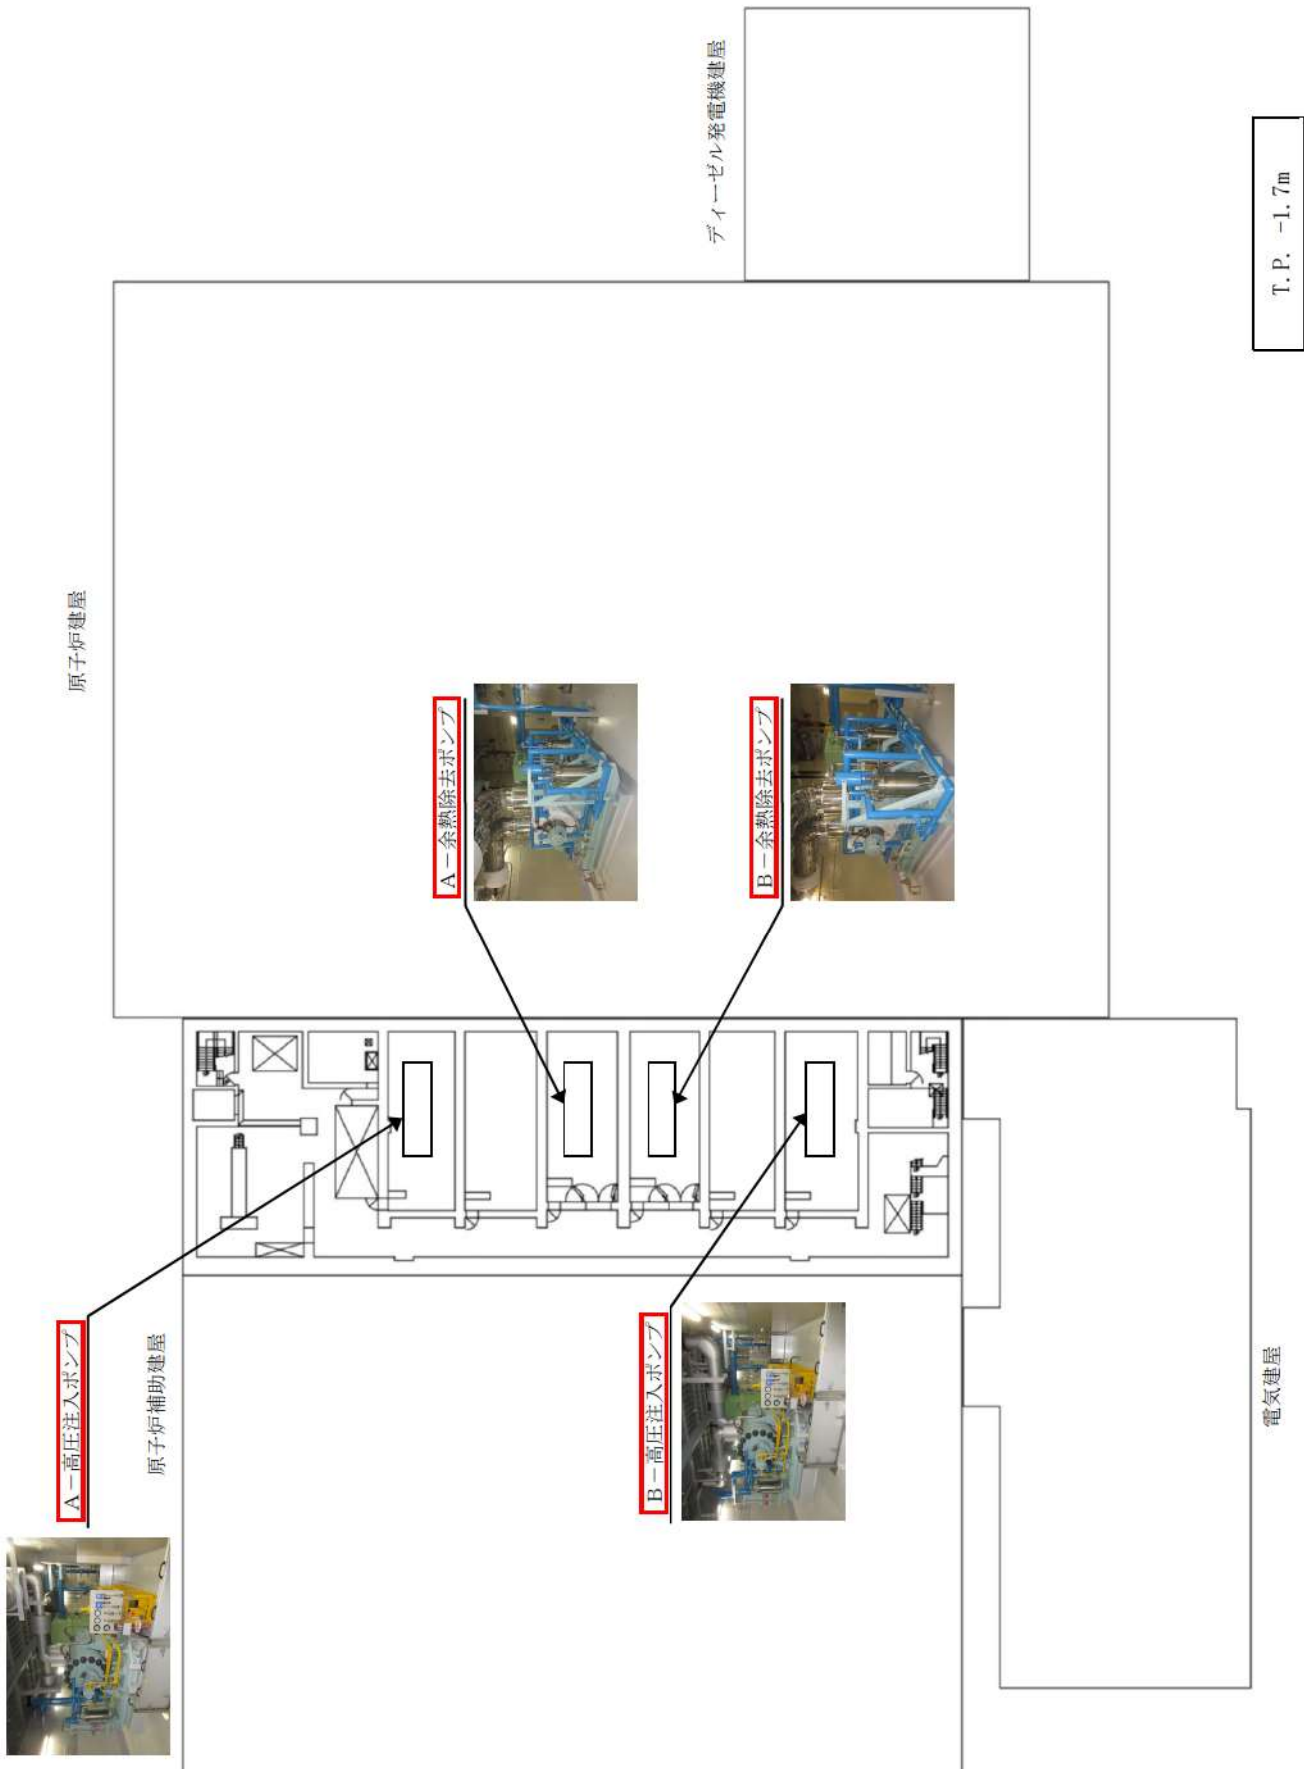 ディーゼル発電機建屋
T.P. -1.7m
原子炉建屋
A-余熱除去ポンプ
B-余熱除去ポンプ
A-高圧注入ポンプ
原子炉補助建屋
B-高圧注入ポンプ
電気建屋